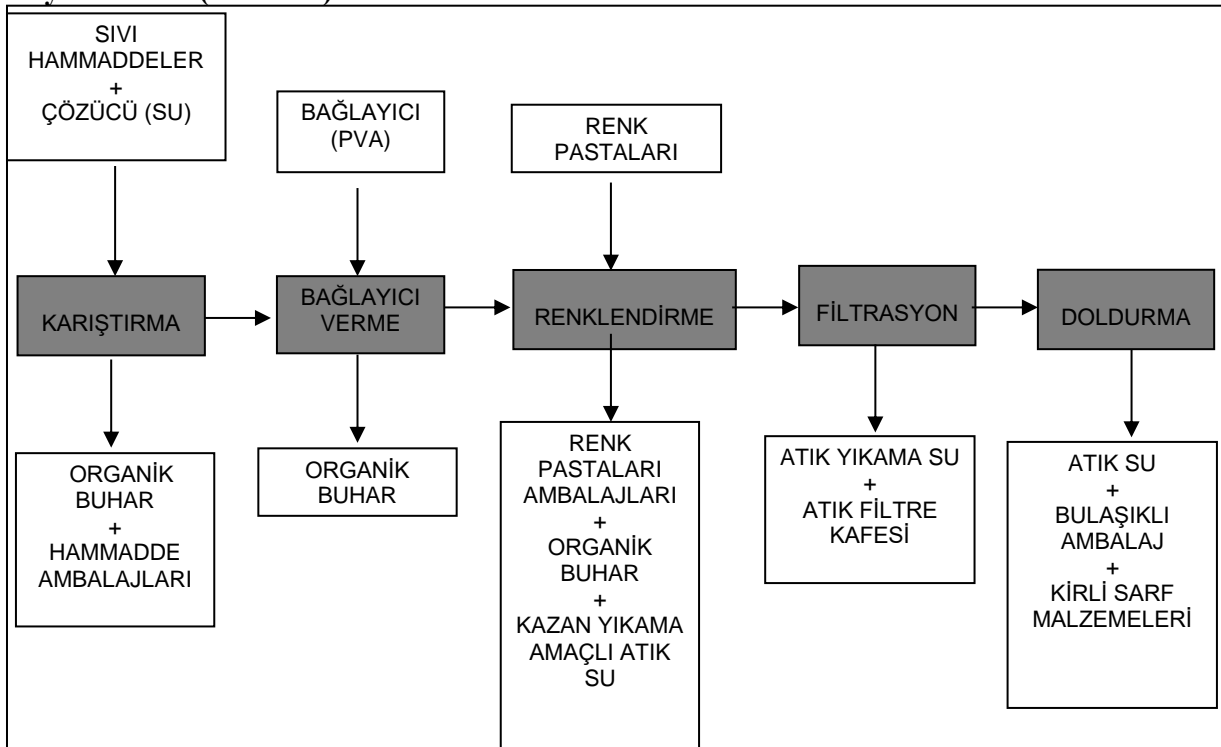 SIVI
HAMMADDELER
+
ÇÖZÜCÜ (SU)
BAĞLAYICI
(PVA)
RENK
PASTALARI
KARIŞTIRMA
BAĞLAYICI
VERME
RENKLENDİRME
FİLTRASYON
DOLDURMA
ORGANİK
BUHAR
+
HAMMADDE
AMBALAJLARI
ORGANİK
BUHAR
RENK
PASTALARI
AMBALAJLARI
+
ORGANİK
BUHAR
+
KAZAN YIKAMA
AMAÇLI ATIK
SU
ATIK YIKAMA SU
+
ATIK FİLTRE
KAFESİ
ATIK SU
+
BULAŞIKLI
AMBALAJ
+
KİRLİ SARF
MALZEMELERİ